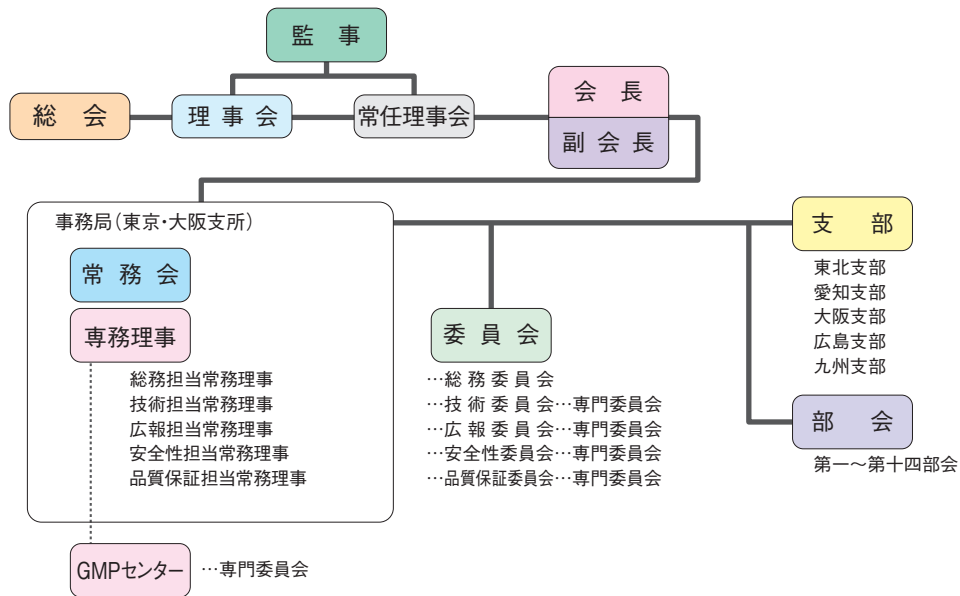 監 事
総 会
理 事 会
常任理事会
会 長
副 会 長
事務局（東京・大阪支所）
常 務 会
専務理事
総務担当常務理事
技術担当常務理事
広報担当常務理事
安全性担当常務理事
品質保証担当常務理事
GMPセンター …専門委員会
委 員 会
…総 務 委 員 会
…技 術 委 員 会…専門委員会
…広 報 委 員 会…専門委員会
…安全性委員会…専門委員会
…品質保証委員会…専門委員会
支 部
東北支部
愛知支部
大阪支部
広島支部
九州支部
部 会
第一～第十四部会